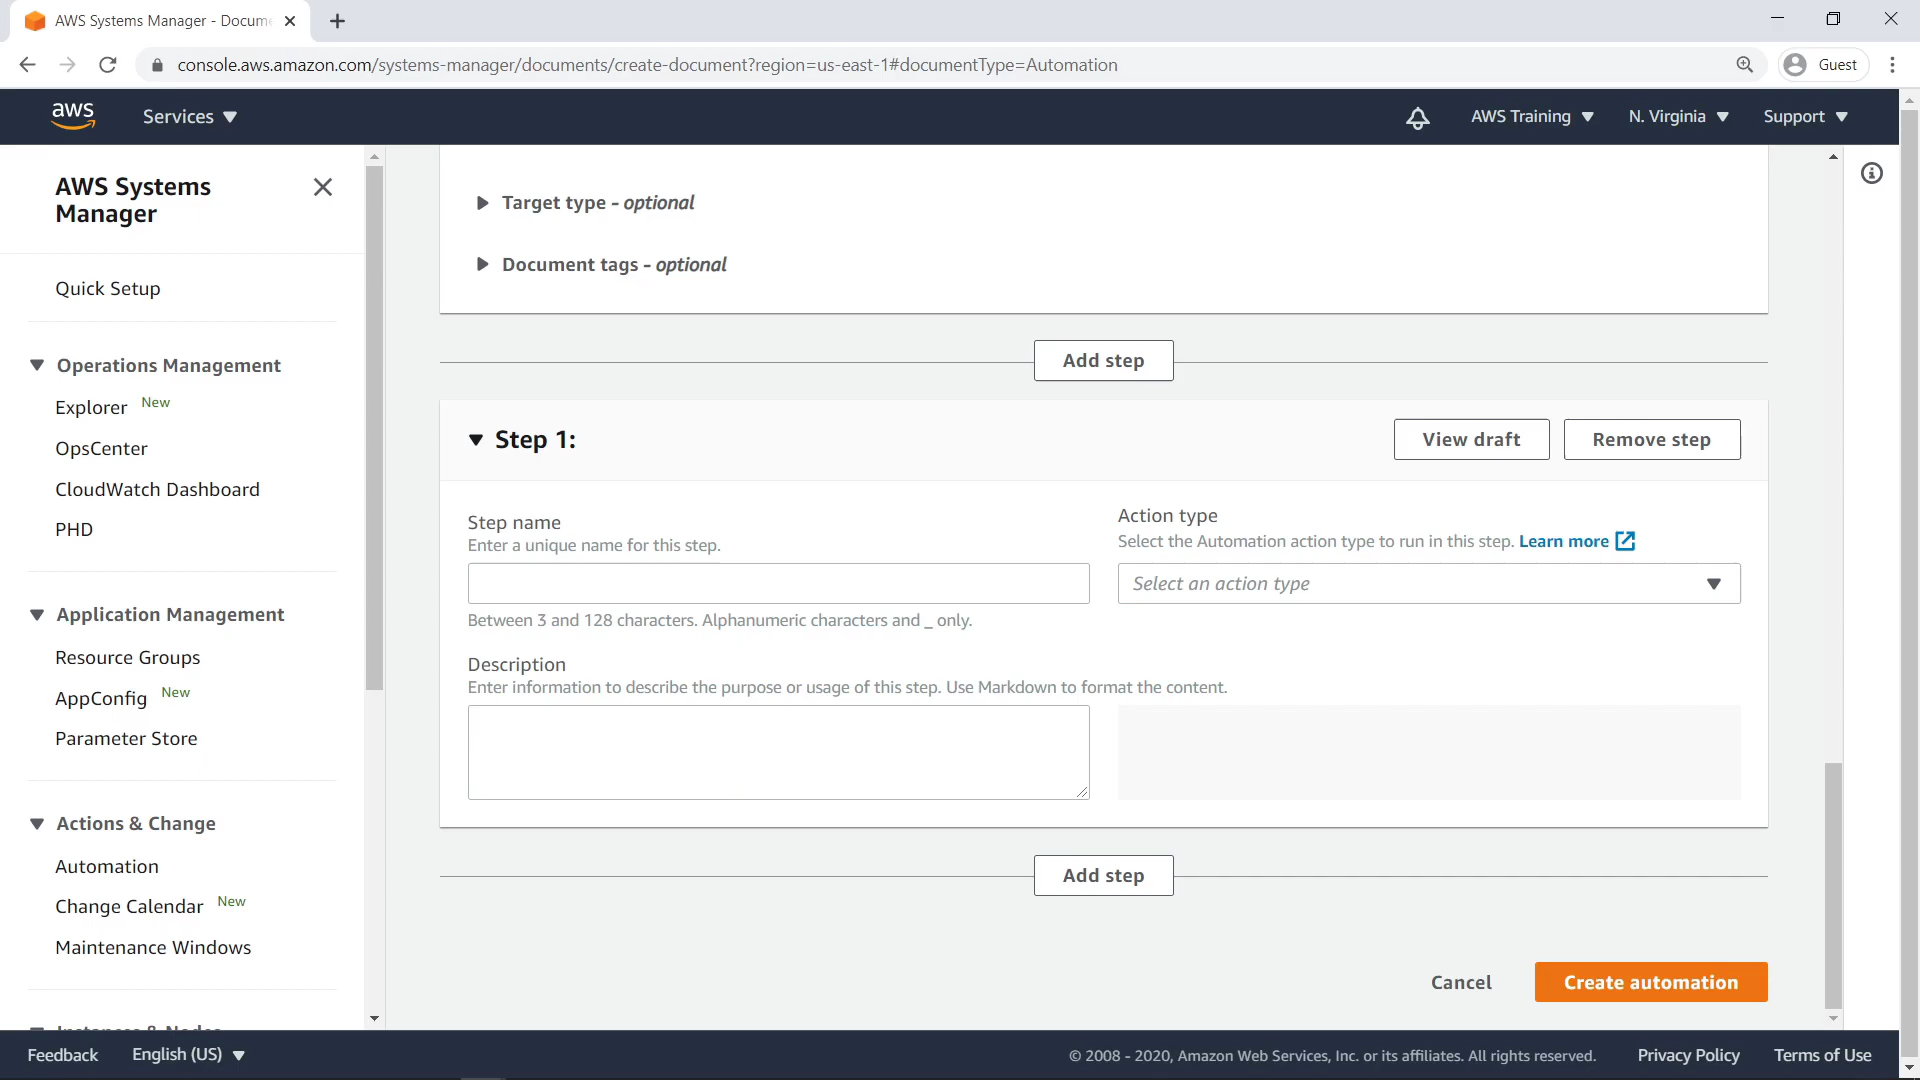 AWS Systems Manager - Docum
console.aws.amazon.com/systems-manager/documents/create-document?region=us-east-1#documentType=Automation
Guest
aws
Services
AWS Training
N. Virginia
Support
AWS Systems
Manager
Quick Setup
Operations Management
Explorer New
OpsCenter
CloudWatch Dashboard
PHD
Application Management
Resource Groups
AppConfig New
Parameter Store
Actions & Change
Automation
Change Calendar New
Maintenance Windows
Target type - optional
Document tags - optional
Add step
Step 1:
View draft
Remove step
Step name
Enter a unique name for this step.
Between 3 and 128 characters. Alphanumeric characters and _ only.
Action type
Select the Automation action type to run in this step. Learn more
Select an action type
Description
Enter information to describe the purpose or usage of this step. Use Markdown to format the content.
Add step
Cancel
Create automation
Feedback
English (US)
© 2008 - 2020, Amazon Web Services, Inc. or its affiliates. All rights reserved.
Privacy Policy
Terms of Use